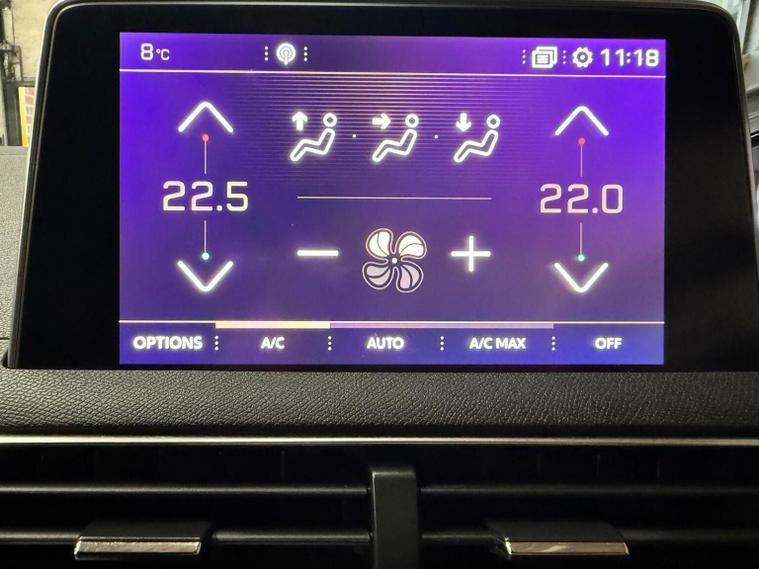 8°C
11:18
22.5
22.0
OPTIONS A/C AUTO A/C MAX OFF